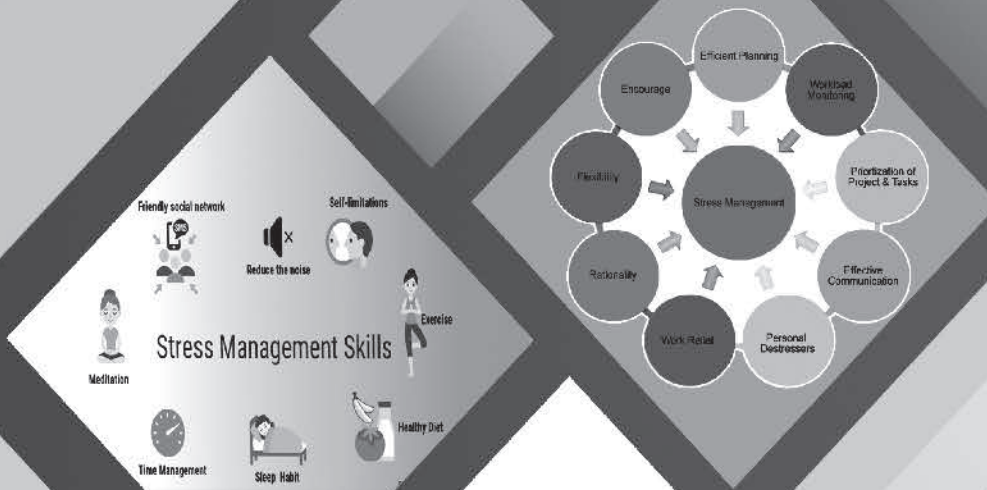 Friendly social network
SMS
Reduce the noise
Self-limitations
Exercise
Stress Management Skills
Meditation
Healthy Diet
Time Management
Sleep Habit
Efficient Planning
Workload
Monitoring
Prioritization of
Project & Tasks
Effective
Communication
Personal
Destressers
Work Relief
Rationality
Flexibility
Encourage
Stress Management